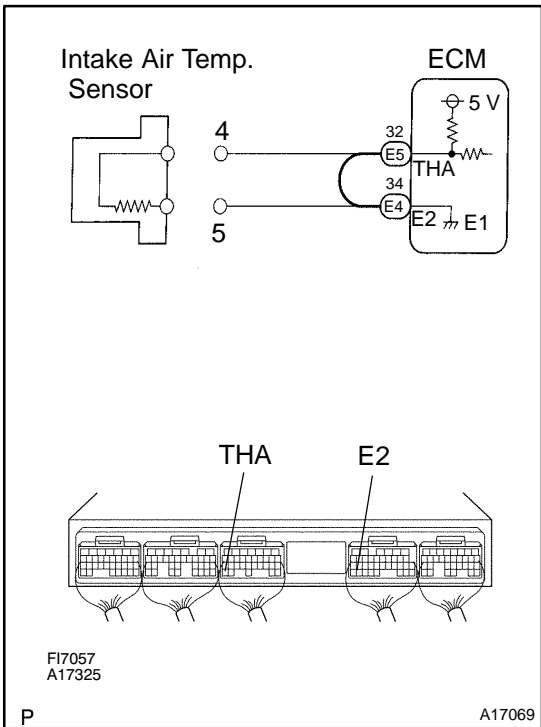 Intake Air Temp.
Sensor
ECM
5 V
4
32
E5
THA
34
E4
E2
E1
5
THA
E2
FI7057
A17325
P
A17069